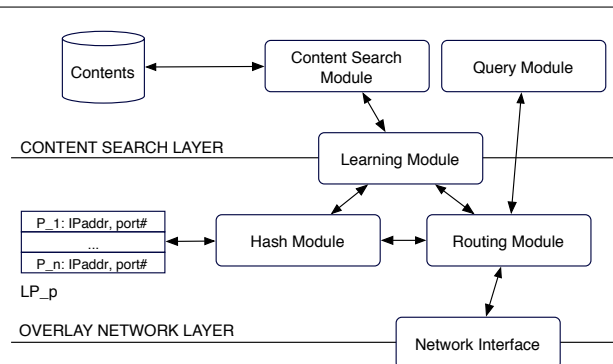 Contents
Content Search
Module
Query Module
CONTENT SEARCH LAYER
Learning Module
P_1: IPaddr, port#
...
P_n: IPaddr, port#
Hash Module
Routing Module
LP_p
OVERLAY NETWORK LAYER
Network Interface